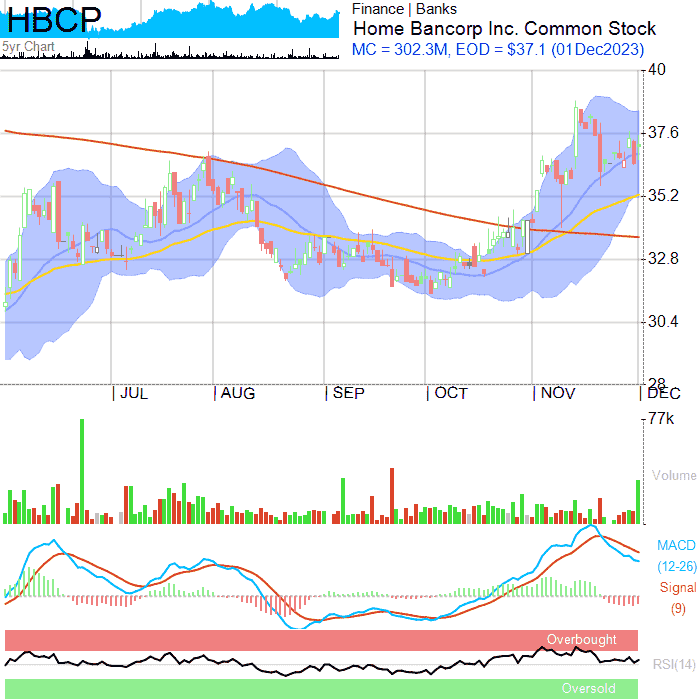 HBCP
5yr Chart
Finance | Banks
Home Bancorp Inc. Common Stock
MC = 302.3M, EOD = $37.1 (01Dec2023)
40
37.6
35.2
32.8
30.4
28
JUL AUG SEP OCT NOV DEC
77k
Volume
MACD
(12-26)
Signal
(9)
Overbought
RSI(14)
Oversold